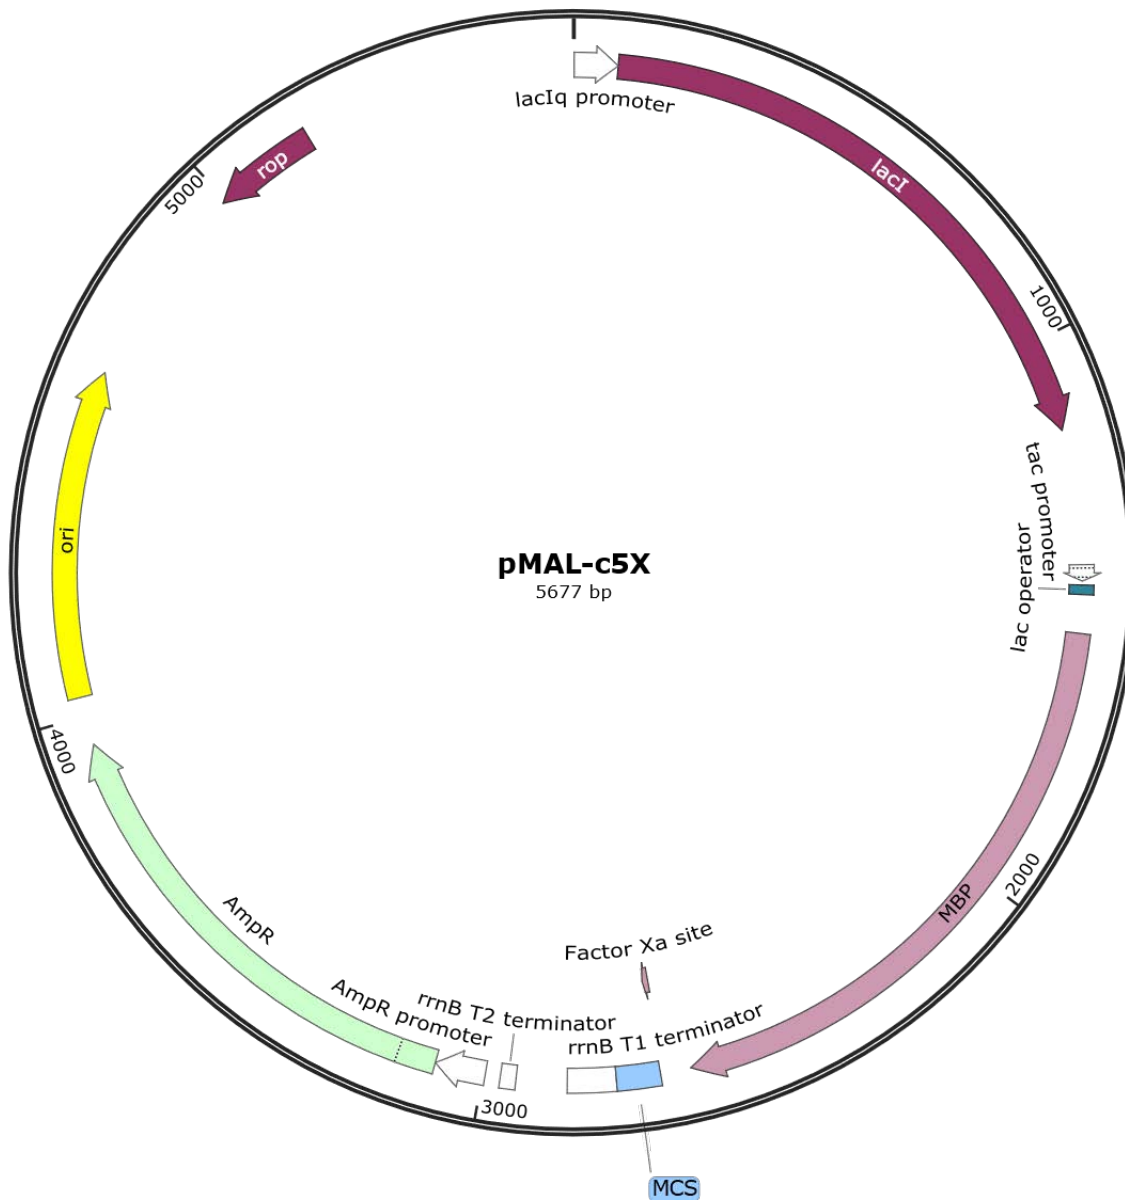 lacIq promoter
lacI
rop
5000
1000
tac promoter
lac operator
ori
pMAL-c5X
5677 bp
4000
2000
MBP
AmpR
Factor Xa site
AmpR promoter
rrnB T2 terminator
rrnB T1 terminator
3000
MCS